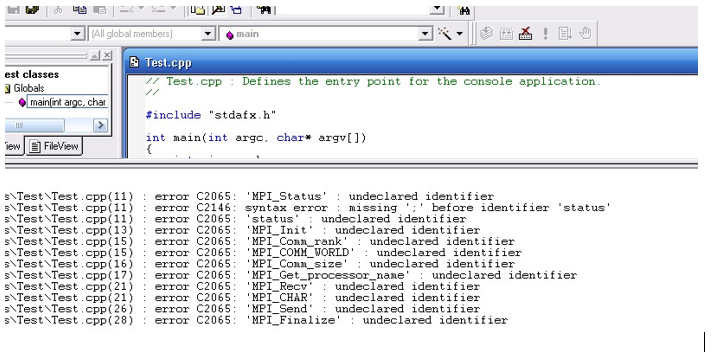 (All global members)
main
Test.cpp
est classes
Globals
main(int argc, char
iew
FileView
// Test.cpp : Defines the entry point for the console application.
//
#include "stdafx.h"
int main(int argc, char* argv[])
{
s\Test\Test.cpp(11) : error C2065: 'MPI_Status' : undeclared identifier
s\Test\Test.cpp(11) : error C2146: syntax error : missing ';' before identifier 'status'
s\Test\Test.cpp(11) : error C2065: 'status' : undeclared identifier
s\Test\Test.cpp(13) : error C2065: 'MPI_Init' : undeclared identifier
s\Test\Test.cpp(15) : error C2065: 'MPI_Comm_rank' : undeclared identifier
s\Test\Test.cpp(15) : error C2065: 'MPI_COMM_WORLD' : undeclared identifier
s\Test\Test.cpp(16) : error C2065: 'MPI_Comm_size' : undeclared identifier
s\Test\Test.cpp(17) : error C2065: 'MPI_Get_processor_name' : undeclared identifier
s\Test\Test.cpp(21) : error C2065: 'MPI_Recv' : undeclared identifier
s\Test\Test.cpp(21) : error C2065: 'MPI_CHAR' : undeclared identifier
s\Test\Test.cpp(26) : error C2065: 'MPI_Send' : undeclared identifier
s\Test\Test.cpp(28) : error C2065: 'MPI_Finalize' : undeclared identifier